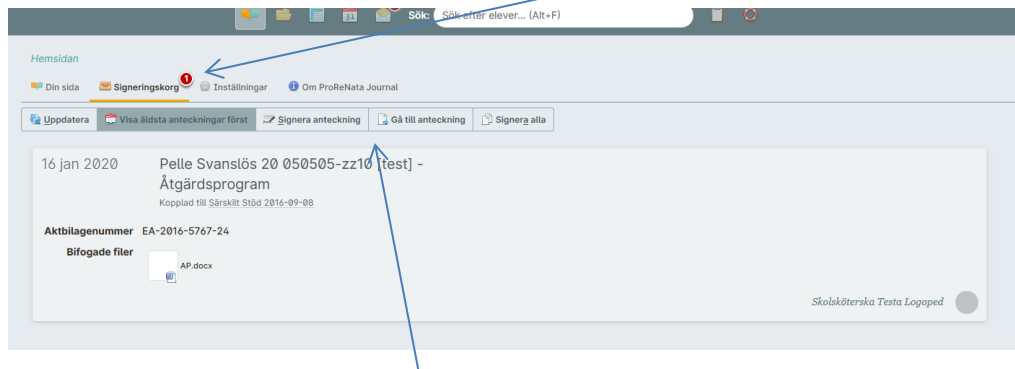 31 Sök: Sök efter elever... (Alt+F)
Hemsidan
Din sida Signeringskorg 1 Inställningar Om ProReNata Journal
Uppdatera Visa äldsta anteckningar först Signera anteckning Gå till anteckning Signera alla
16 jan 2020 Pelle Svanslös 20 050505-zz10 [test] -
Åtgärdsprogram
Kopplad till Särskilt Stöd 2016-09-08
Aktbilagenummer EA-2016-5767-24
Bifogade filer
AP.docx
Skolsköterska Testa Logoped